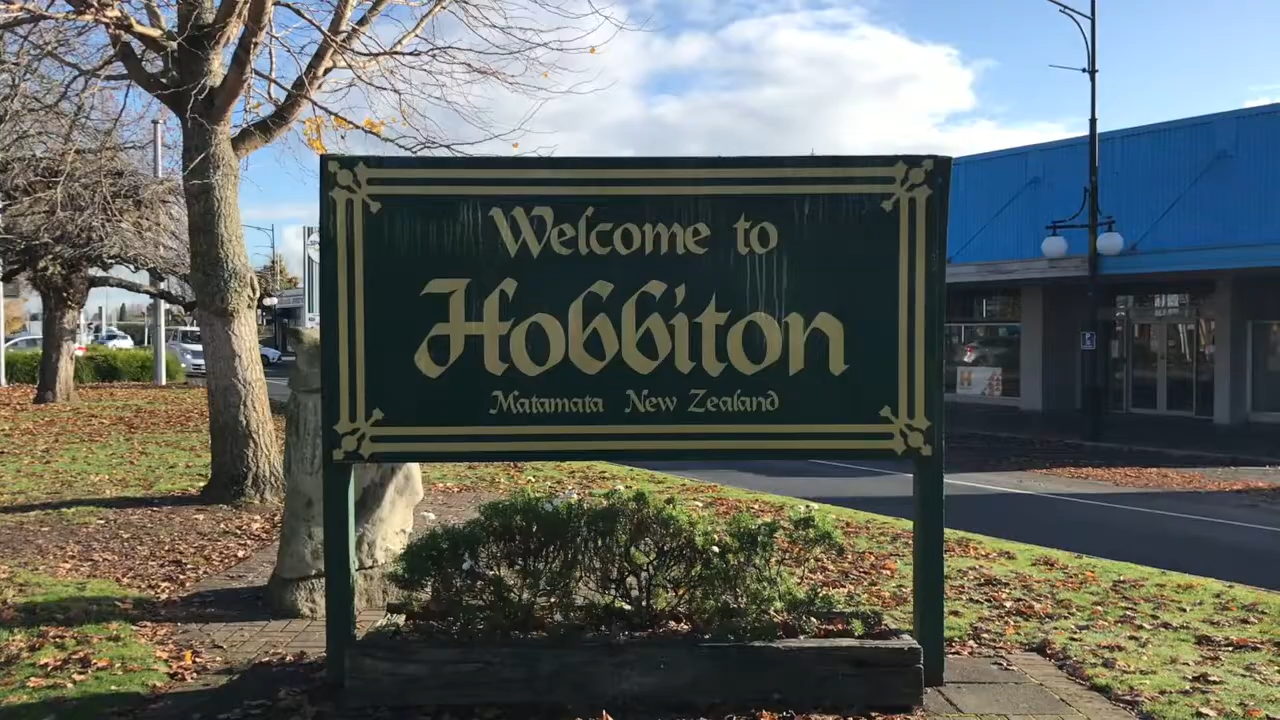 Welcome to
Hobbiton
Matamata New Zealand
P
H